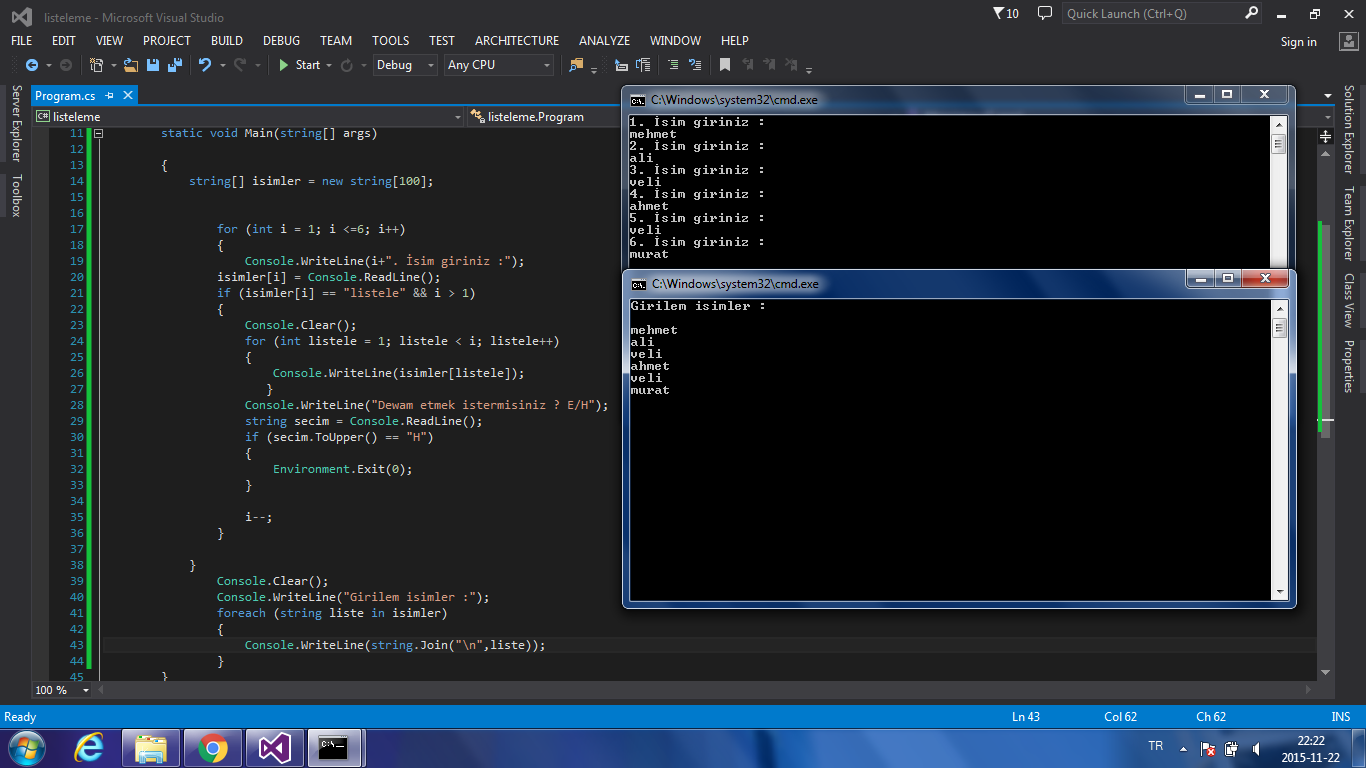 listeleme - Microsoft Visual Studio
10
Quick Launch (Ctrl+Q)
FILE EDIT VIEW PROJECT BUILD DEBUG TEAM TOOLS TEST ARCHITECTURE ANALYZE WINDOW HELP
Sign in
Start Debug Any CPU
Server Explorer
Toolbox
Program.cs
C# listeleme
listeleme.Program
11 static void Main(string[] args)
12
13 {
14 string[] isimler = new string[100];
15
16
17 for (int i = 1; i <=6; i++)
18 {
19 Console.WriteLine(i+". İsim giriniz :");
20 isimler[i] = Console.ReadLine();
21 if (isimler[i] == "listele" && i > 1)
22 {
23 Console.Clear();
24 for (int listele = 1; listele < i; listele++)
25 {
26 Console.WriteLine(isimler[listele]);
27 }
28 Console.WriteLine("Dewam etmek istermisiniz ? E/H");
29 string secim = Console.ReadLine();
30 if (secim.ToUpper() == "H")
31 {
32 Environment.Exit(0);
33 }
34
35 i--;
36 }
37
38 }
39 Console.Clear();
40 Console.WriteLine("Girilem isimler :");
41 foreach (string liste in isimler)
42 {
43 Console.WriteLine(string.Join("\n",liste));
44 }
45 }
100 %
C:\Windows\system32\cmd.exe
1. İsim giriniz :
mehmet
2. İsim giriniz :
ali
3. İsim giriniz :
veli
4. İsim giriniz :
ahmet
5. İsim giriniz :
veli
6. İsim giriniz :
murat
C:\Windows\system32\cmd.exe
Girilem isimler :
mehmet
ali
veli
ahmet
veli
murat
Solution Explorer
Team Explorer
Class View
Properties
Ready Ln 43 Col 62 Ch 62 INS
TR
22:22
2015-11-22